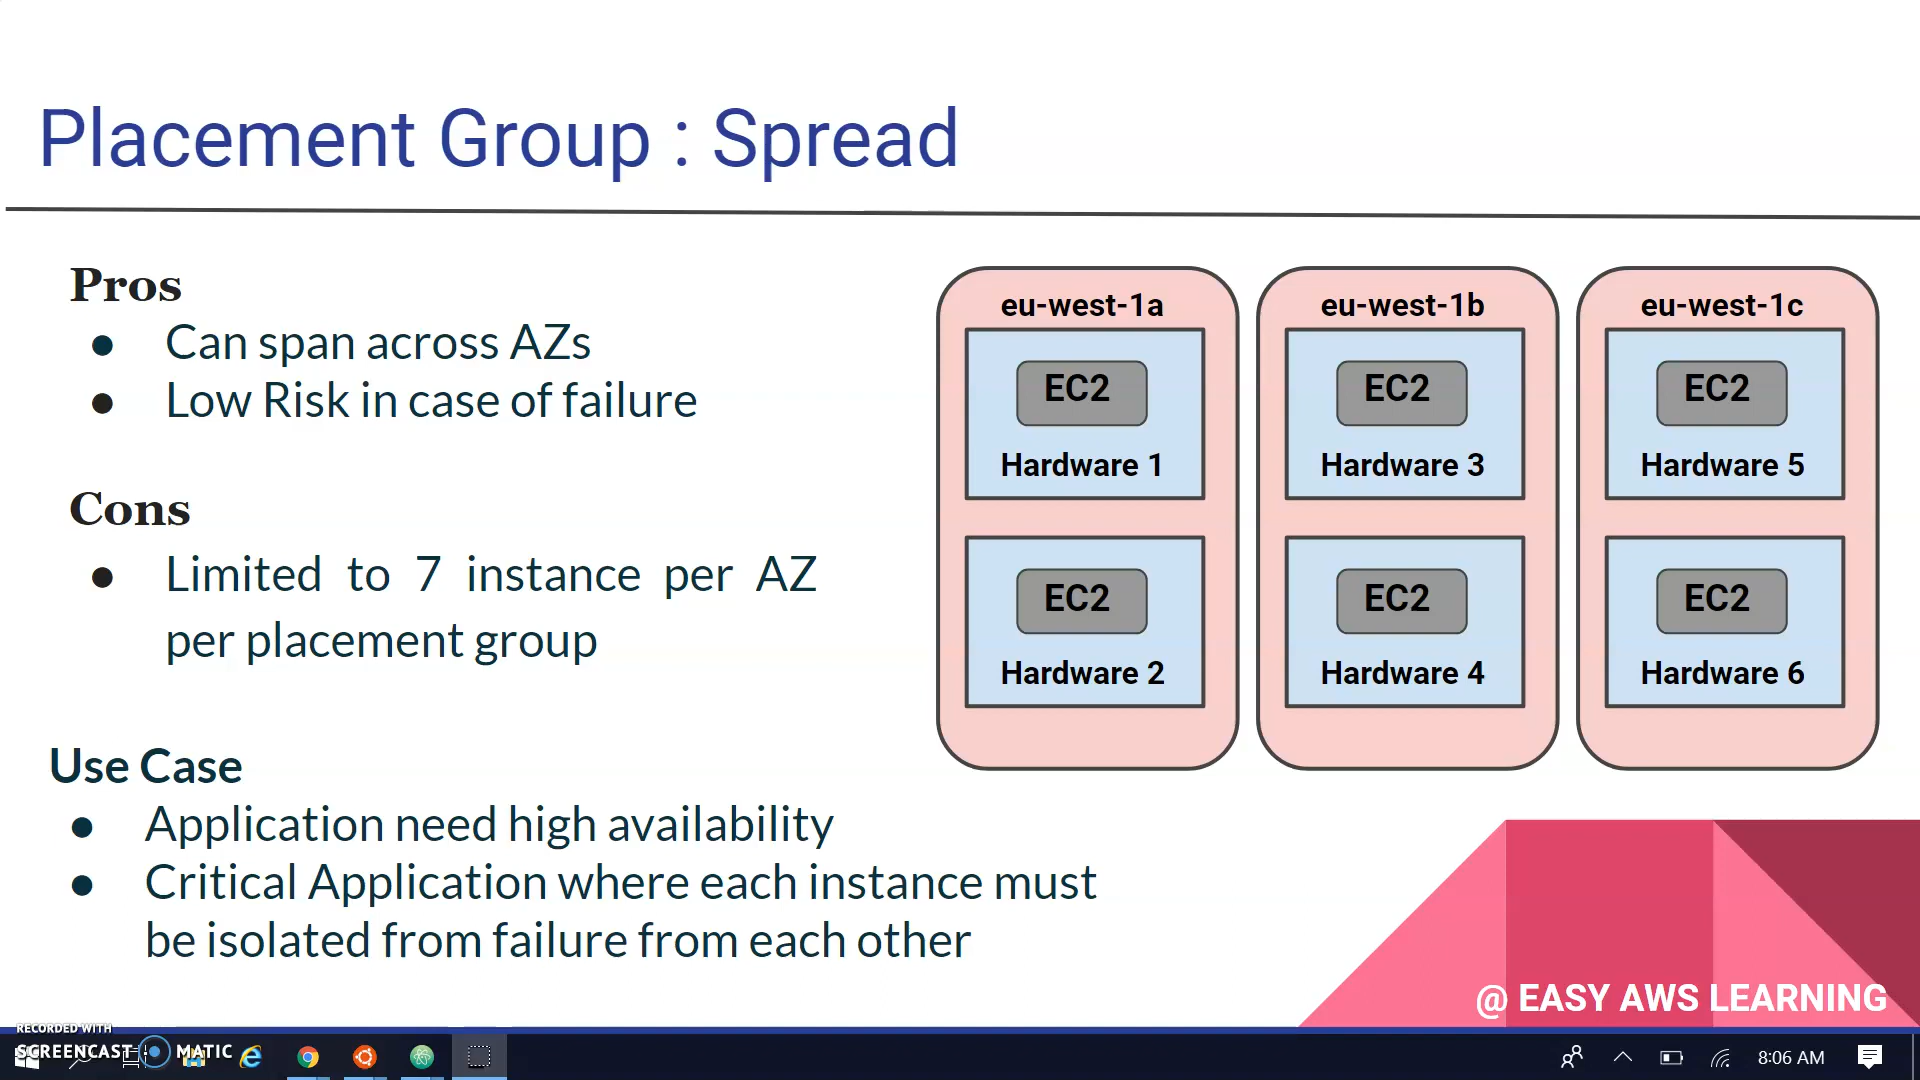 Placement Group : Spread
Pros
● Can span across AZs
● Low Risk in case of failure
Cons
● Limited to 7 instance per AZ
per placement group
Use Case
● Application need high availability
● Critical Application where each instance must
be isolated from failure from each other
eu-west-1a
EC2
Hardware 1
EC2
Hardware 2
eu-west-1b
EC2
Hardware 3
EC2
Hardware 4
eu-west-1c
EC2
Hardware 5
EC2
Hardware 6
@ EASY AWS LEARNING
RECORDED WITH
SCREENCAST MATIC
8:06 AM